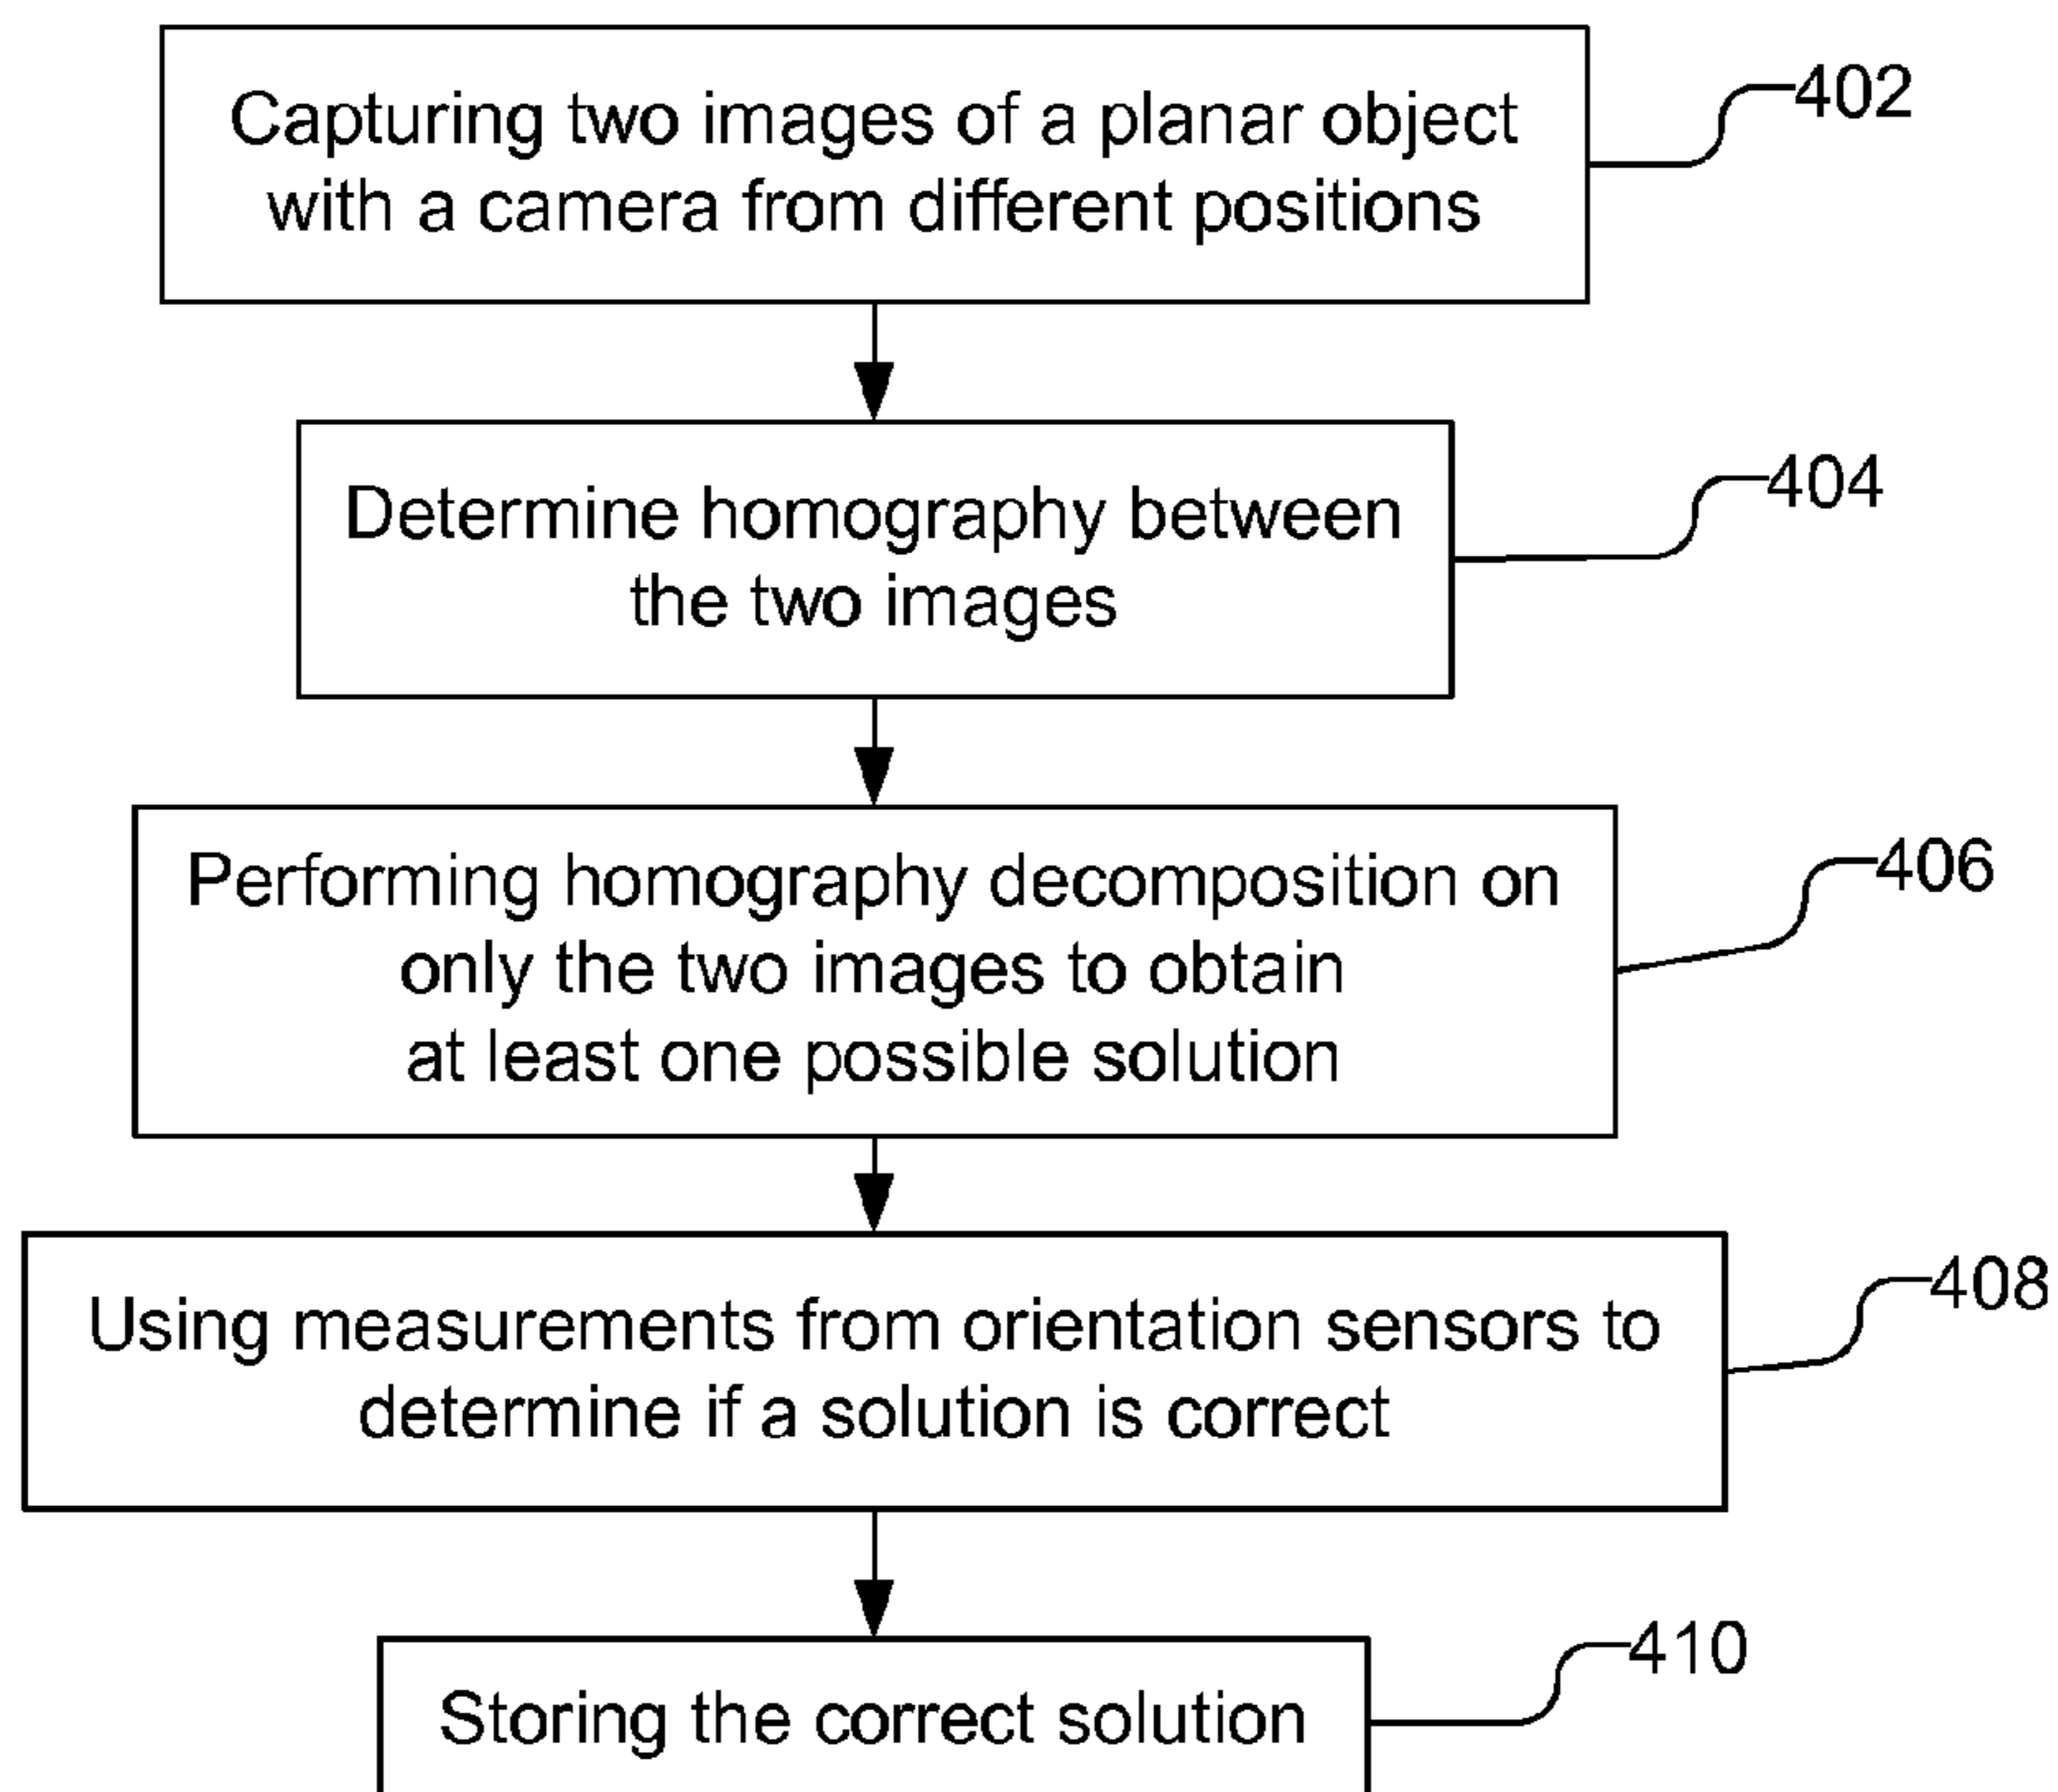 Capturing two images of a planar object
with a camera from different positions
402
Determine homography between
the two images
404
Performing homography decomposition on
only the two images to obtain
at least one possible solution
406
Using measurements from orientation sensors to
determine if a solution is correct
408
Storing the correct solution
410